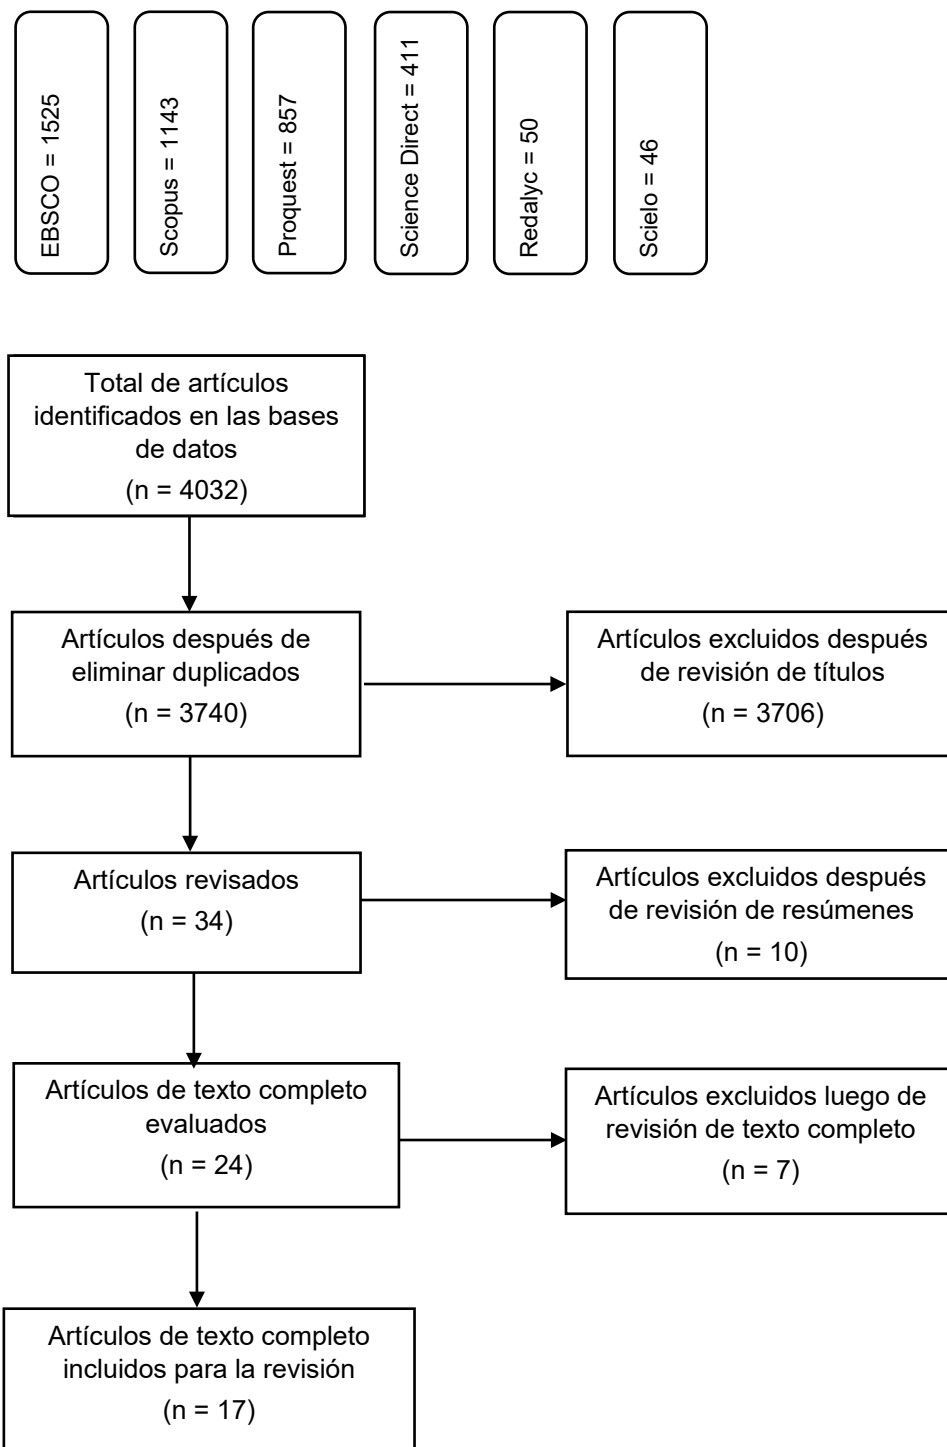 EBSCO = 1525
Scopus = 1143
Proquest = 857
Science Direct = 411
Redalyc = 50
Scielo = 46
Total de artículos
identificados en las bases
de datos
(n = 4032)
Artículos después de
eliminar duplicados
(n = 3740)
Artículos excluidos después
de revisión de títulos
(n = 3706)
Artículos revisados
(n = 34)
Artículos excluidos después
de revisión de resúmenes
(n = 10)
Artículos de texto completo
evaluados
(n = 24)
Artículos excluidos luego de
revisión de texto completo
(n = 7)
Artículos de texto completo
incluidos para la revisión
(n = 17)